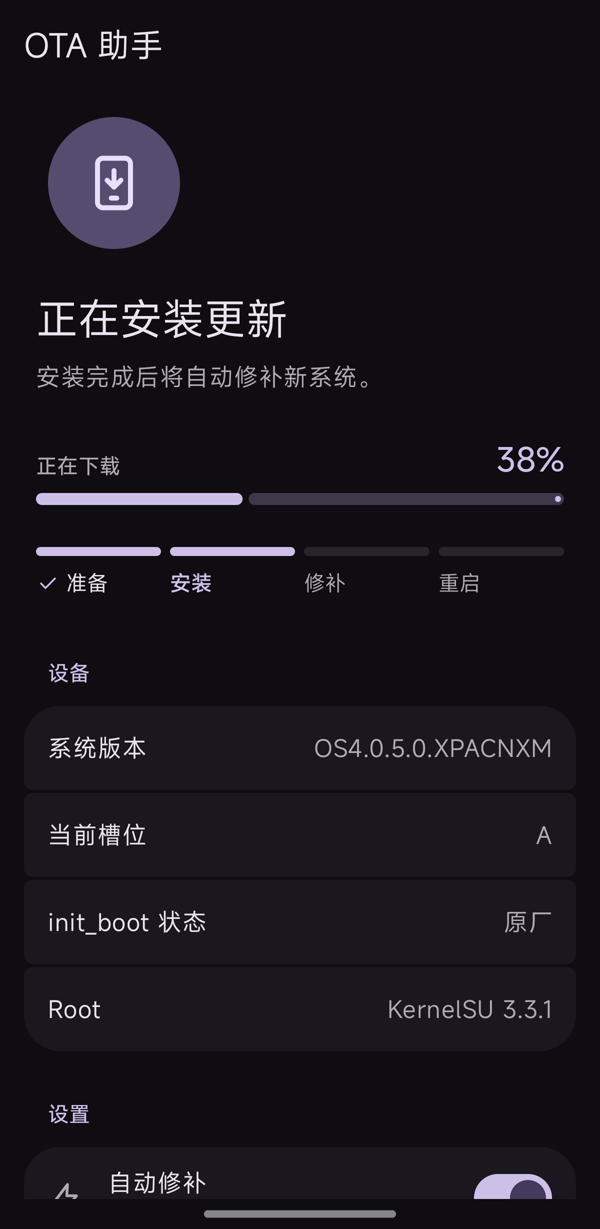 OTA 助手
正在安装更新
安装完成后将自动修补新系统。
正在下载 38%
准备 安装 修补 重启
设备
系统版本 OS4.0.5.0.XPACNXM
当前槽位 A
init_boot 状态 原厂
Root KernelSU 3.3.1
设置
自动修补